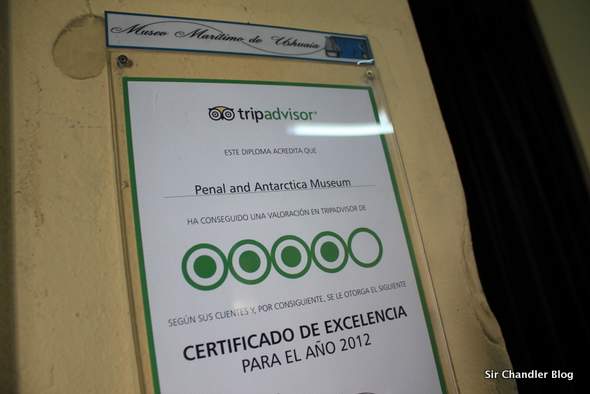 Museo Marítimo de Ushuaia
tripadvisor®
ESTE DIPLOMA ACREDITA QUE
Penal and Antarctica Museum
HA CONSEGUIDO UNA VALORACIÓN EN TRIPADVISOR DE
SEGÚN SUS CLIENTES Y, POR CONSIGUIENTE, SE LE OTORGA EL SIGUIENTE
CERTIFICADO DE EXCELENCIA
PARA EL AÑO 2012
Sir Chandler Blog